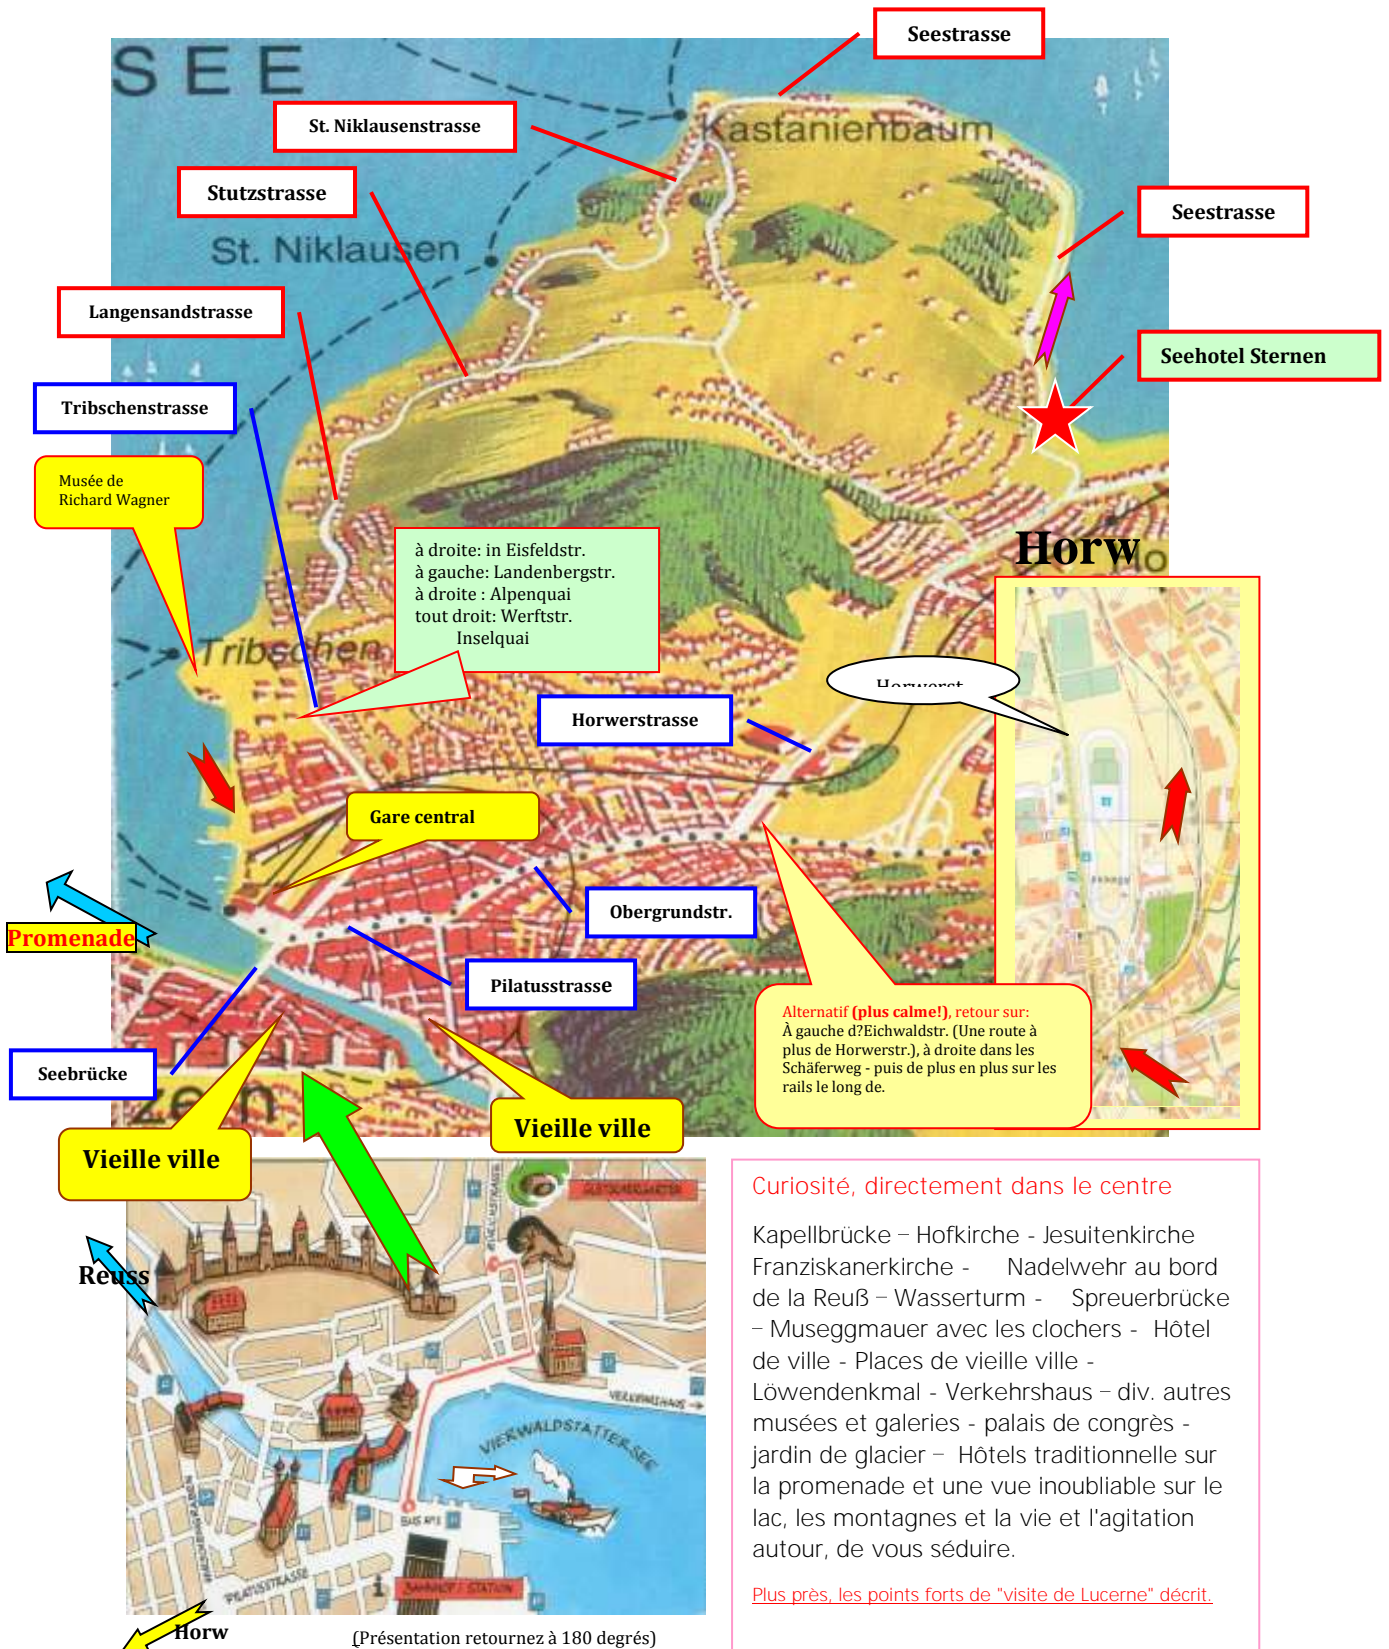 Seestrasse
SEE
St. Niklausenstrasse
Kastanienbaum
Stutzstrasse
Seestrasse
St. Niklausen
Langensandstrasse
Seehotel Sternen
Tribschenstrasse
Musée de
Richard Wagner
Horw
à droite: in Eisfeldstr.
à gauche: Landenbergstr.
à droite : Alpenquai
tout droit: Werftstr.
Inselquai
Tribschen
Horwerst
Horwerstrasse
Gare central
Obergrundstr.
Promenade
Pilatusstrasse
Alternatif (plus calme!), retour sur:
À gauche d?Eichwaldstr. (Une route à
plus de Horwerstr.), à droite dans les
Schäferweg - puis de plus en plus sur les
rails le long de.
Seebrücke
Vieille ville
Vieille ville
GLETSCHERGARTEN
Reuss
VERKEHRSHAUS →
VIERWALDSTÄTTERSEE
PILATUSSTRASSE
i
BAHNHOF / STATION
Horw
(Présentation retournez à 180 degrés)
Curiosité, directement dans le centre
Kapellbrücke – Hofkirche - Jesuitenkirche
Franziskanerkirche - Nadelwehr au bord
de la Reuß – Wasserturm - Spreuerbrücke
– Museggmauer avec les clochers - Hôtel
de ville - Places de vieille ville -
Löwendenkmal - Verkehrshaus – div. autres
musées et galeries - palais de congrès -
jardin de glacier – Hôtels traditionnelle sur
la promenade et une vue inoubliable sur le
lac, les montagnes et la vie et l'agitation
autour, de vous séduire.
Plus près, les points forts de "visite de Lucerne" décrit.